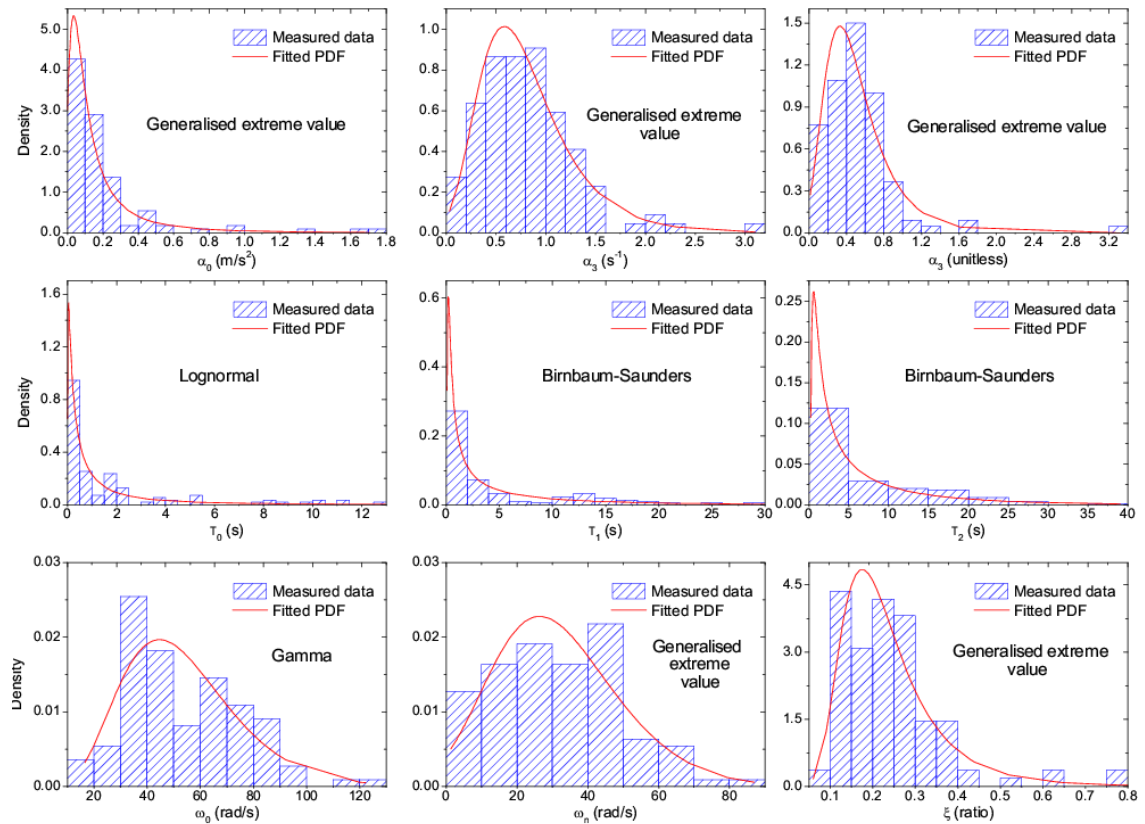 5.0
4.0
3.0
2.0
1.0
0.0
Density
Measured data
Fitted PDF
Generalised extreme value
0.0 0.2 0.4 0.6 0.8 1.0 1.2 1.4 1.6 1.8
α0 (m/s²)
1.0
0.8
0.6
0.4
0.2
0.0
Measured data
Fitted PDF
Generalised extreme
value
0.0 0.5 1.0 1.5 2.0 2.5 3.0
α3 (s⁻¹)
1.5
1.2
0.9
0.6
0.3
0.0
Measured data
Fitted PDF
Generalised extreme value
0.0 0.4 0.8 1.2 1.6 2.0 2.4 2.8 3.2
α3 (unitless)
1.6
1.2
0.8
0.4
0.0
Density
Measured data
Fitted PDF
Lognormal
0 2 4 6 8 10 12
τ0 (s)
0.6
0.4
0.2
0.0
Measured data
Fitted PDF
Birnbaum-Saunders
0 5 10 15 20 25 30
τ1 (s)
0.25
0.20
0.15
0.10
0.05
0.00
Measured data
Fitted PDF
Birnbaum-Saunders
0 5 10 15 20 25 30 35 40
τ2 (s)
0.03
0.02
0.01
0.00
Density
Measured data
Fitted PDF
Gamma
20 40 60 80 100 120
ω0 (rad/s)
0.03
0.02
0.01
0.00
Measured data
Fitted PDF
Generalised
extreme
value
0 20 40 60 80
ωn (rad/s)
4.5
3.0
1.5
0.0
Measured data
Fitted PDF
Generalised extreme
value
0.1 0.2 0.3 0.4 0.5 0.6 0.7 0.8
ξ (ratio)